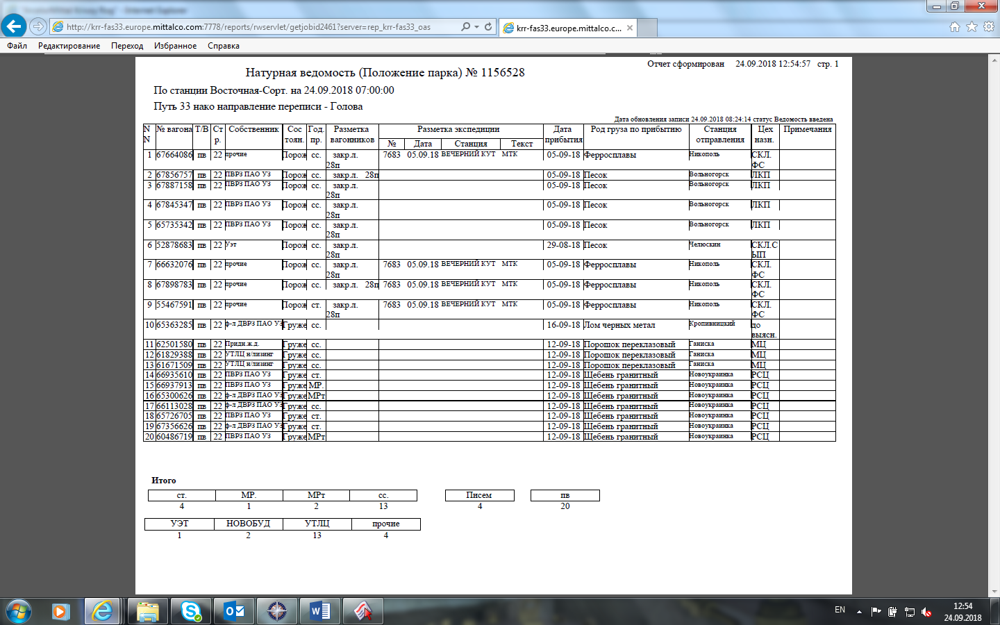 http://krr-fas33.europe.mittalco.com:7778/reports/rwservlet/getjobid2461?server=rep_krr-fas33_oas
krr-fas33.europe.mittalco.c...
Файл Редактирование Переход Избранное Справка
Отчет сформирован 24.09.2018 12:54:57 стр. 1
Натурная ведомость (Положение парка) № 1156528
По станции Восточная-Сорт. на 24.09.2018 07:00:00
Путь 33 нако направление переписи - Голова
Дата обновления записи 24.09.2018 08:24:14 статус Ведомость введена
N № вагона Т/В Ст Собственник Сос Год. Разметка Разметка экспедиции Дата Род груза по прибытию Станция Цех Примечания
N р. тоян. пр. вагонников № Дата Станция Текст прибытия отправления назн.
1 67664086 пв 22 прочие Порож сс. закр.л. 7683 05.09.18 ВЕЧЕРНИЙ КУТ МТК 05-09-18 Ферросплавы Никополь СКЛ.
28п ФС
2 67856757 пв 22 ПВРЗ ПАО УЗ Порож сс. закр.л. 28п 05-09-18 Песок Вольногорск ЛКП
3 67887158 пв 22 ПВРЗ ПАО УЗ Порож сс. закр.л. 05-09-18 Песок Вольногорск ЛКП
28п
4 67845347 пв 22 ПВРЗ ПАО УЗ Порож сс. закр.л. 05-09-18 Песок Вольногорск ЛКП
28п
5 65735342 пв 22 ПВРЗ ПАО УЗ Порож сс. закр.л. 05-09-18 Песок Вольногорск ЛКП
28п
6 52878683 пв 22 Уэт Порож сс. закр.л. 29-08-18 Песок Челюскин СКЛ.С
28п ЫП
7 66632076 пв 22 прочие Порож сс. закр.л. 7683 05.09.18 ВЕЧЕРНИЙ КУТ МТК 05-09-18 Ферросплавы Никополь СКЛ.
28п ФС
8 67898783 пв 22 прочие Порож сс. закр.л. 28п 7683 05.09.18 ВЕЧЕРНИЙ КУТ МТК 05-09-18 Ферросплавы Никополь СКЛ.
ФС
9 55467591 пв 22 прочие Порож ст. закр.л. 7683 05.09.18 ВЕЧЕРНИЙ КУТ МТК 05-09-18 Ферросплавы Никополь СКЛ.
28п ФС
10 65363285 пв 22 ф-л ДВРЗ ПАО УЗ Груже сс. 16-09-18 Лом черных метал Кропивницкий до
выясн.
11 62501580 пв 22 Придн.ж.д. Груже сс. 12-09-18 Порошок переклазовый Ганиска МЦ
12 61829388 пв 22 УТЛЦ н/лизинг Груже сс. 12-09-18 Порошок переклазовый Ганиска МЦ
13 61671509 пв 22 УТЛЦ н/лизинг Груже сс. 12-09-18 Порошок переклазовый Ганиска МЦ
14 66935610 пв 22 ПВРЗ ПАО УЗ Груже ст. 12-09-18 Щебень гранитный Новоукраинка РСЦ
15 66937913 пв 22 ПВРЗ ПАО УЗ Груже МР. 12-09-18 Щебень гранитный Новоукраинка РСЦ
16 65300626 пв 22 ф-л ДВРЗ ПАО УЗ Груже МРт 12-09-18 Щебень гранитный Новоукраинка РСЦ
17 66113028 пв 22 ф-л ДВРЗ ПАО УЗ Груже сс. 12-09-18 Щебень гранитный Новоукраинка РСЦ
18 65726705 пв 22 ПВРЗ ПАО УЗ Груже ст. 12-09-18 Щебень гранитный Новоукраинка РСЦ
19 67356626 пв 22 ф-л ДВРЗ ПАО УЗ Груже ст. 12-09-18 Щебень гранитный Новоукраинка РСЦ
20 60486719 пв 22 ПВРЗ ПАО УЗ Груже МРт 12-09-18 Щебень гранитный Новоукраинка РСЦ
Итого
ст. МР. МРт сс. Писем пв
4 1 2 13 4 20
УЭТ НОВОБУД УТЛЦ прочие
1 2 13 4
EN 12:54
24.09.2018